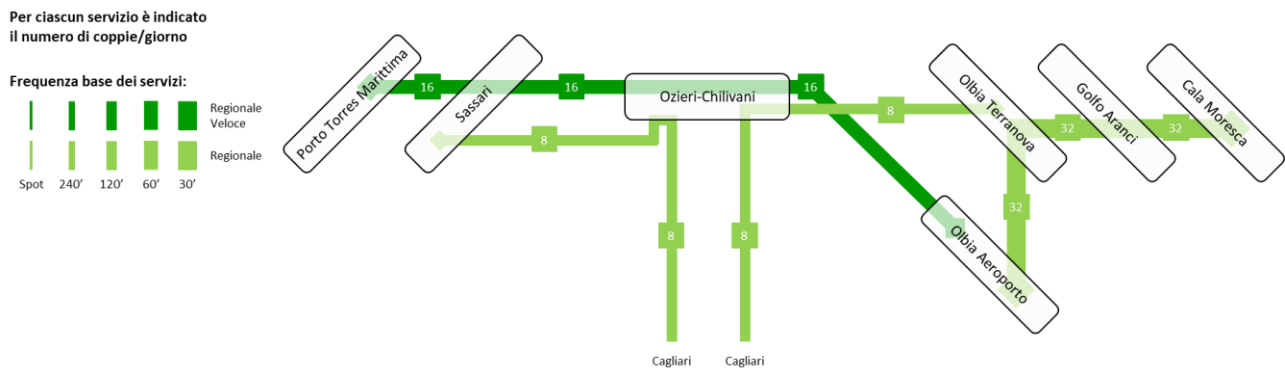 Per ciascun servizio è indicato
il numero di coppie/giorno
Frequenza base dei servizi:
Regionale
Veloce
Regionale
Spot 240' 120' 60' 30'
Porto Torres Marittima
16
Sassari
16
Ozieri-Chilivani
16
8
Olbia Terranova
32
Golfo Aranci
32
Cala Moresca
8
8
8
32
Olbia Aeroporto
Cagliari
Cagliari